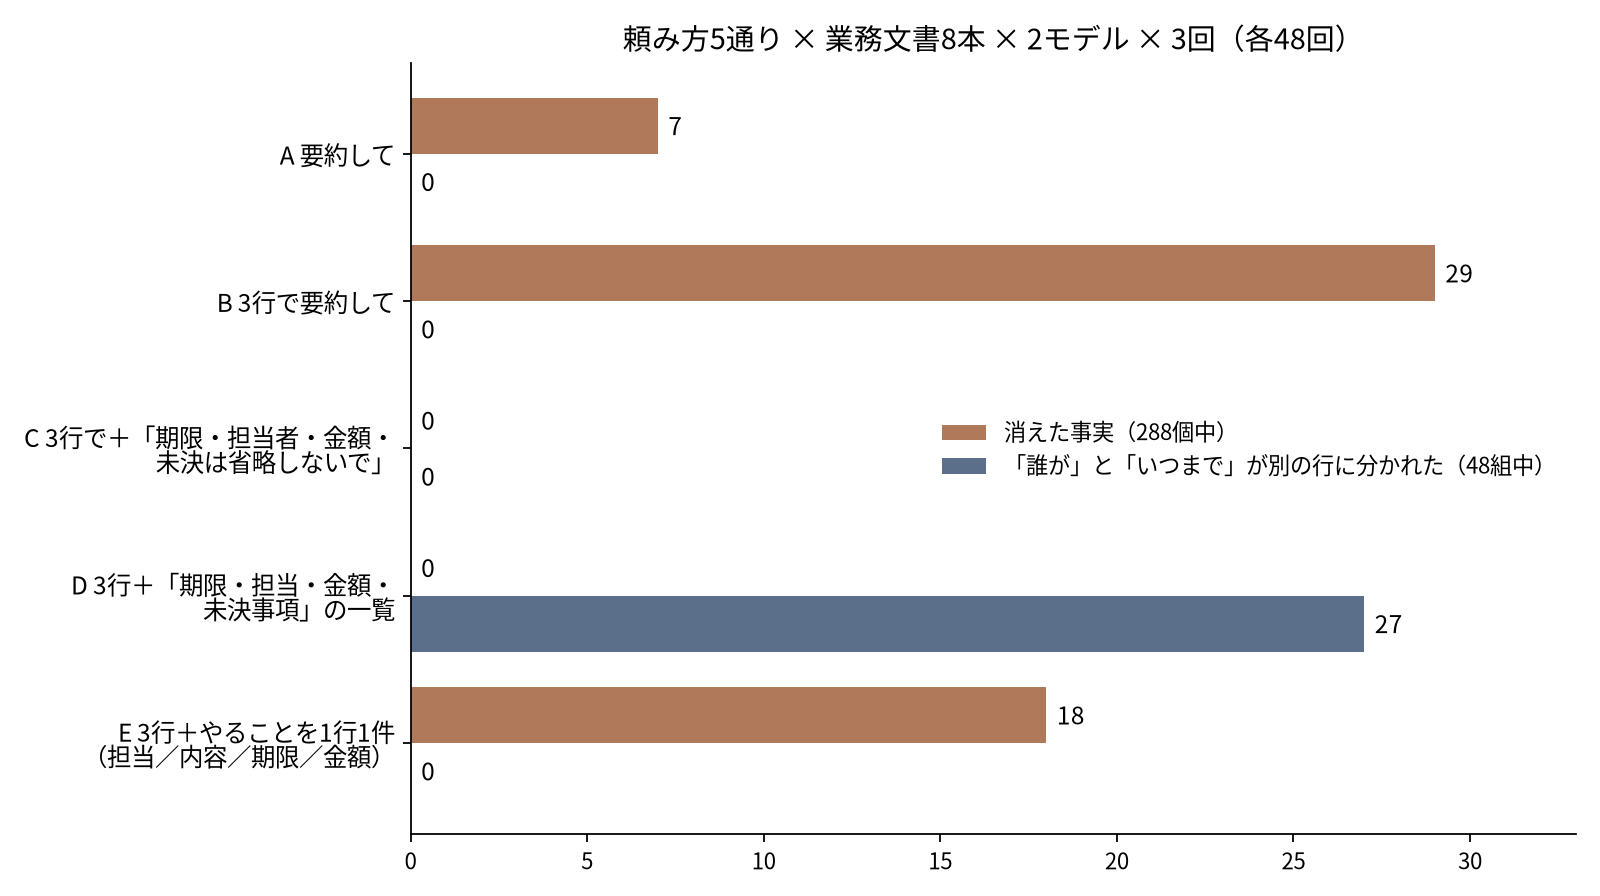 頼み方5通り × 業務文書8本 × 2モデル × 3回（各48回）
A 要約して
7
0
B 3行で要約して
29
0
C 3行で＋「期限・担当者・金額・
未決は省略しないで」
0
0
消えた事実（288個中）
「誰が」と「いつまで」が別の行に分かれた（48組中）
D 3行＋「期限・担当・金額・
未決事項」の一覧
0
27
E 3行＋やることを1行1件
（担当／内容／期限／金額）
18
0
0 5 10 15 20 25 30